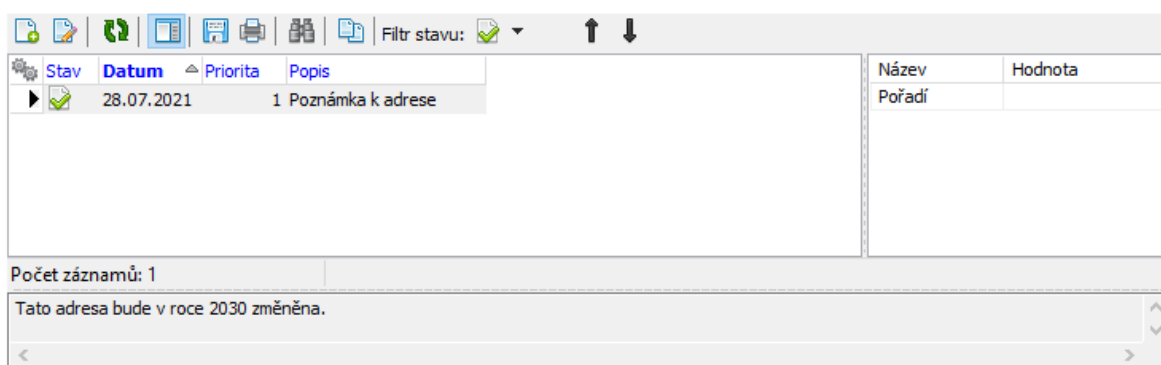 Filtr stavu:
Stav Datum Priorita Popis
28.07.2021 1 Poznámka k adrese
Název Hodnota
Pořadí
Počet záznamů: 1
Tato adresa bude v roce 2030 změněna.